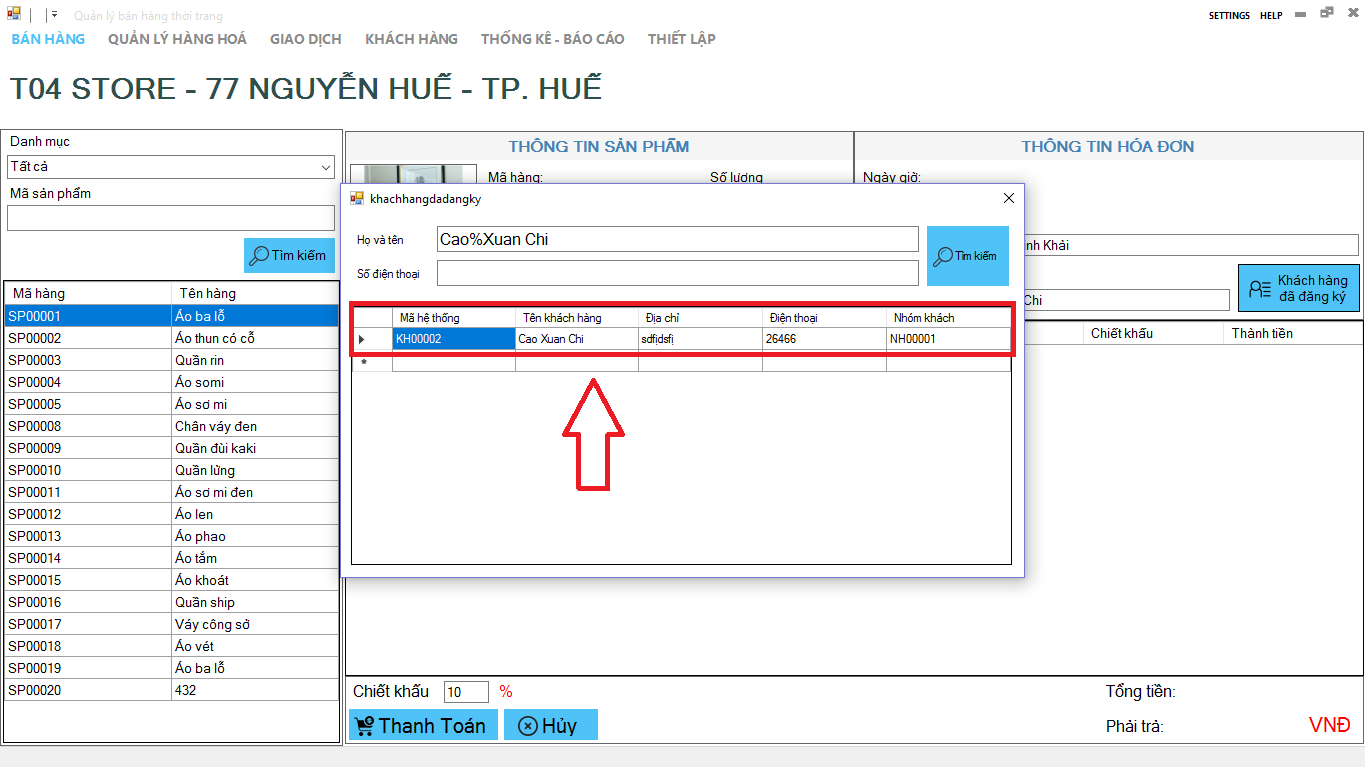 Quản lý bán hàng thời trang
SETTINGS HELP
BÁN HÀNG QUẢN LÝ HÀNG HOÁ GIAO DỊCH KHÁCH HÀNG THỐNG KÊ - BÁO CÁO THIẾT LẬP
T04 STORE - 77 NGUYỄN HUẾ - TP. HUẾ
Danh mục
Tất cả
Mã sản phẩm
Tìm kiếm
Mã hàng Tên hàng
SP00001 Áo ba lỗ
SP00002 Áo thun có cỗ
SP00003 Quần rin
SP00004 Áo somi
SP00005 Áo sơ mi
SP00008 Chân váy đen
SP00009 Quần đùi kaki
SP00010 Quần lửng
SP00011 Áo sơ mi đen
SP00012 Áo len
SP00013 Áo phao
SP00014 Áo tắm
SP00015 Áo khoát
SP00016 Quần ship
SP00017 Váy công sở
SP00018 Áo vét
SP00019 Áo ba lỗ
SP00020 432
THÔNG TIN SẢN PHẨM
Mã hàng: Số lượng
THÔNG TIN HÓA ĐƠN
Ngày giờ:
khachhangdadangky
Họ và tên Cao%Xuan Chi
Số điện thoại
Tìm kiếm
Mã hệ thống Tên khách hàng Địa chỉ Điện thoại Nhóm khách
KH00002 Cao Xuan Chi sdfjdsfj 26466 NH00001
*
Khải
Chi
Khách hàng
đã đăng ký
Chiết khấu Thành tiền
Chiết khấu 10 %
Thanh Toán Hủy
Tổng tiền:
Phải trả: VNĐ